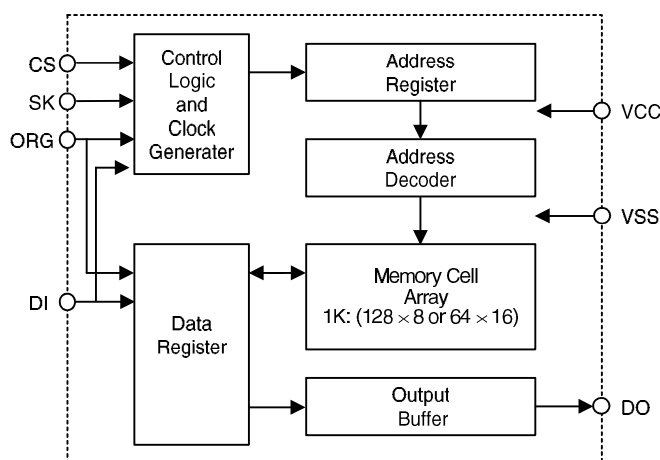 CS
SK
ORG
DI
Control
Logic
and
Clock
Generater
Address
Register
Address
Decoder
VCC
VSS
Data
Register
Memory Cell
Array
1K: (128 × 8 or 64 × 16)
Output
Buffer
DO